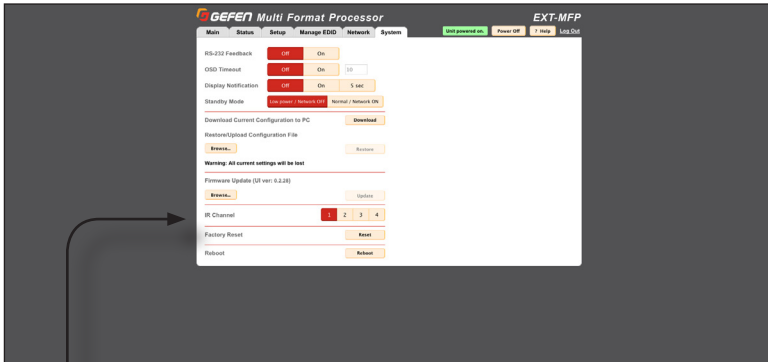 GEFEN Multi Format Processor EXT-MFP
Main Status Setup Manage EDID Network System Unit powered on. Power Off ? Help Log Out
RS-232 Feedback Off On
OSD Timeout Off On 10
Display Notification Off On 5 sec
Standby Mode Low power / Network OFF Normal / Network ON
Download Current Configuration to PC Download
Restore/Upload Configuration File
Browse... Restore
Warning: All current settings will be lost
Firmware Update (UI ver: 0.2.28)
Browse... Update
IR Channel 1 2 3 4
Factory Reset Reset
Reboot Reboot